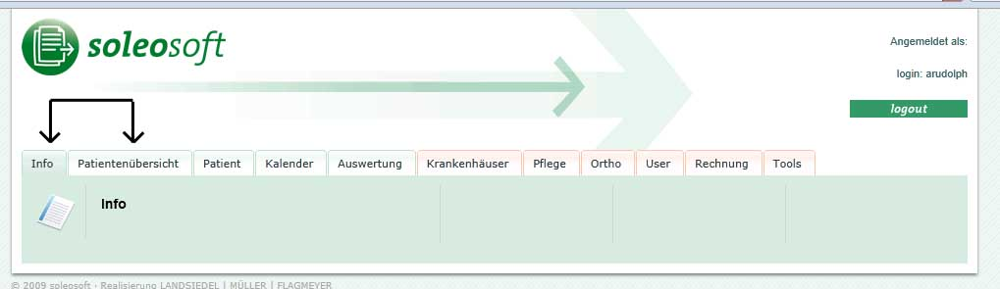 soleosoft
Angemeldet als:
login: arudolph
logout
Info Patientenübersicht Patient Kalender Auswertung Krankenhäuser Pflege Ortho User Rechnung Tools
Info
© 2009 soleosoft · Realisierung LANDSIEDEL | MÜLLER | FLAGMEYER